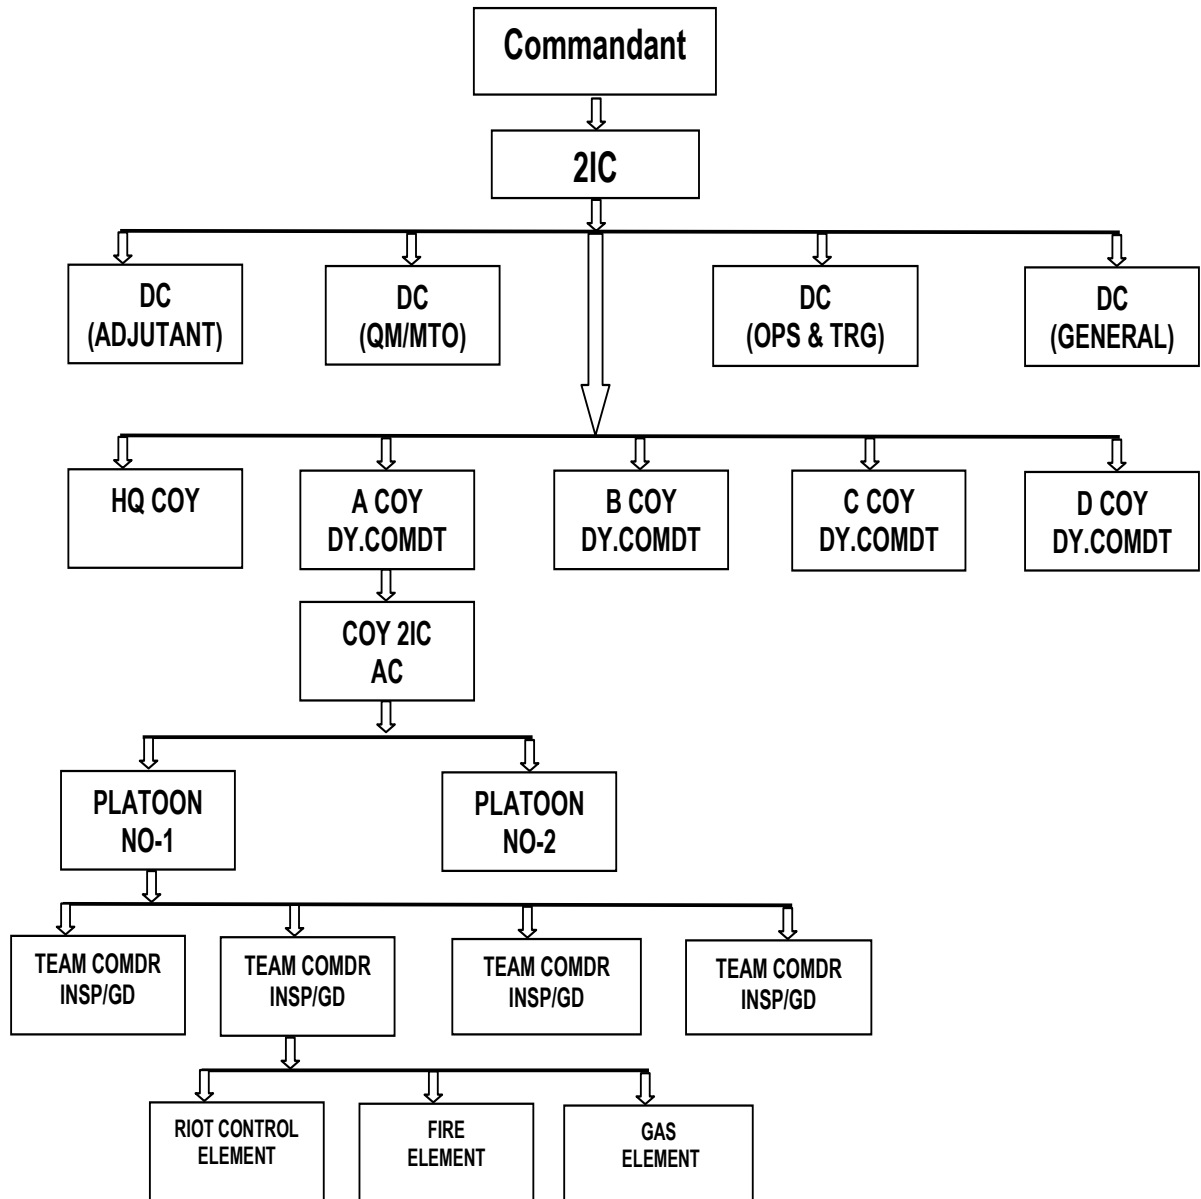 Commandant
2IC
DC
(ADJUTANT)
DC
(QM/MTO)
DC
(OPS & TRG)
DC
(GENERAL)
HQ COY
A COY
DY.COMDT
B COY
DY.COMDT
C COY
DY.COMDT
D COY
DY.COMDT
COY 2IC
AC
PLATOON
NO-1
PLATOON
NO-2
TEAM COMDR
INSP/GD
TEAM COMDR
INSP/GD
TEAM COMDR
INSP/GD
TEAM COMDR
INSP/GD
RIOT CONTROL
ELEMENT
FIRE
ELEMENT
GAS
ELEMENT